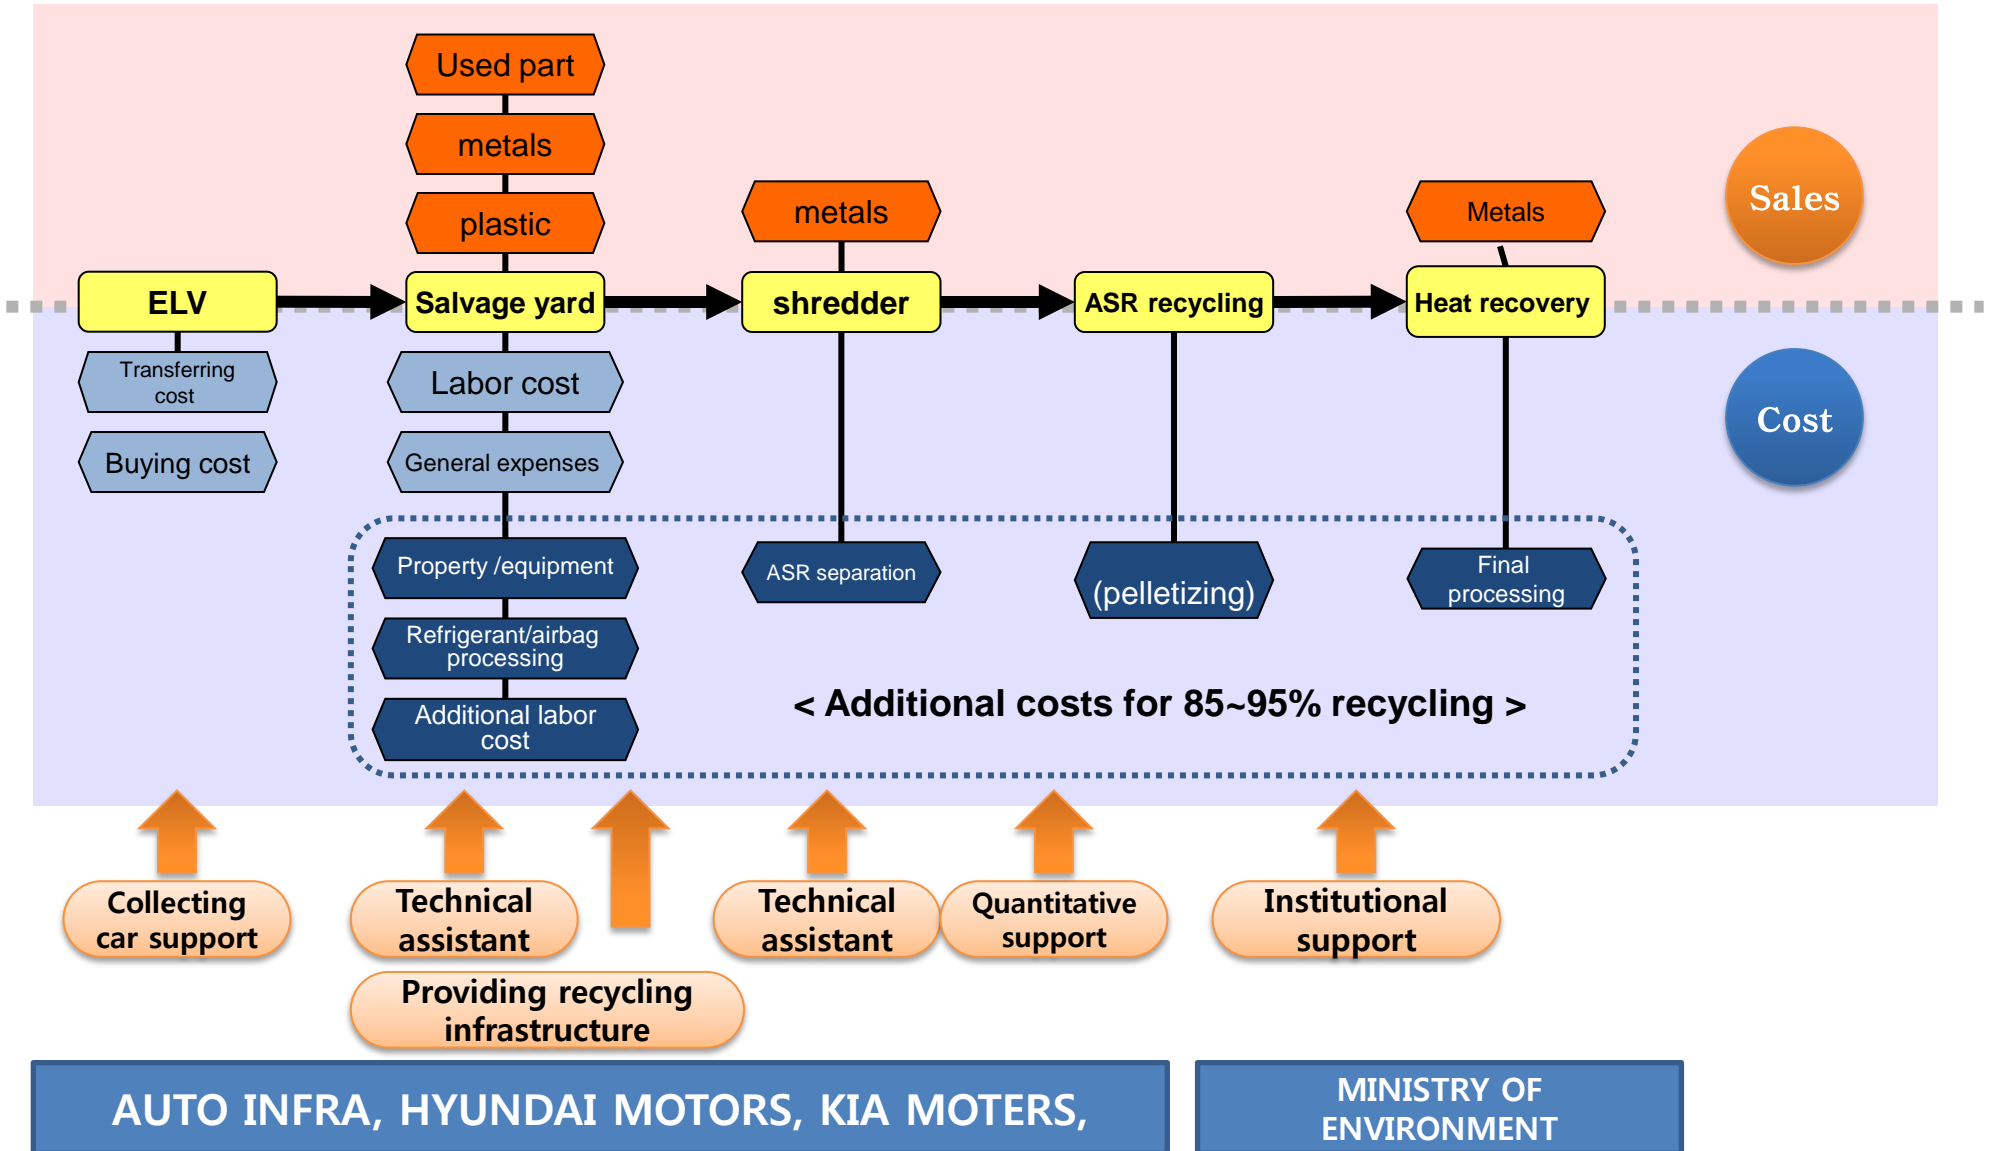 Used part
metals
plastic
metals
Metals
Sales
ELV
Salvage yard
shredder
ASR recycling
Heat recovery
Transferring
cost
Labor cost
Cost
Buying cost
General expenses
Property /equipment
ASR separation
(pelletizing)
Final
processing
Refrigerant/airbag
processing
Additional labor
cost
< Additional costs for 85~95% recycling >
Collecting
car support
Technical
assistant
Technical
assistant
Quantitative
support
Institutional
support
Providing recycling
infrastructure
AUTO INFRA, HYUNDAI MOTORS, KIA MOTERS,
MINISTRY OF
ENVIRONMENT